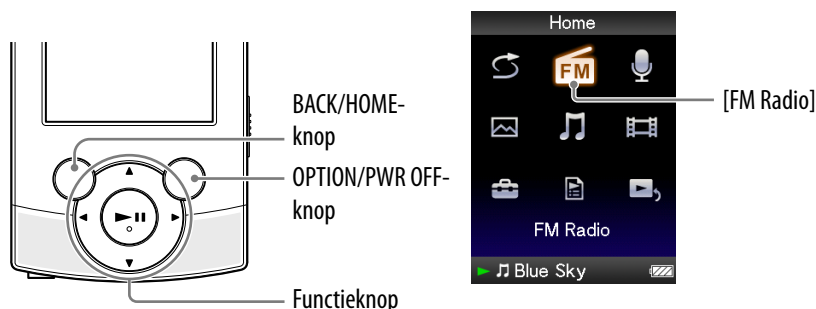 BACK/HOME-
knop
OPTION/PWR OFF-
knop
Functieknop
Home
FM
[FM Radio]
FM Radio
Blue Sky